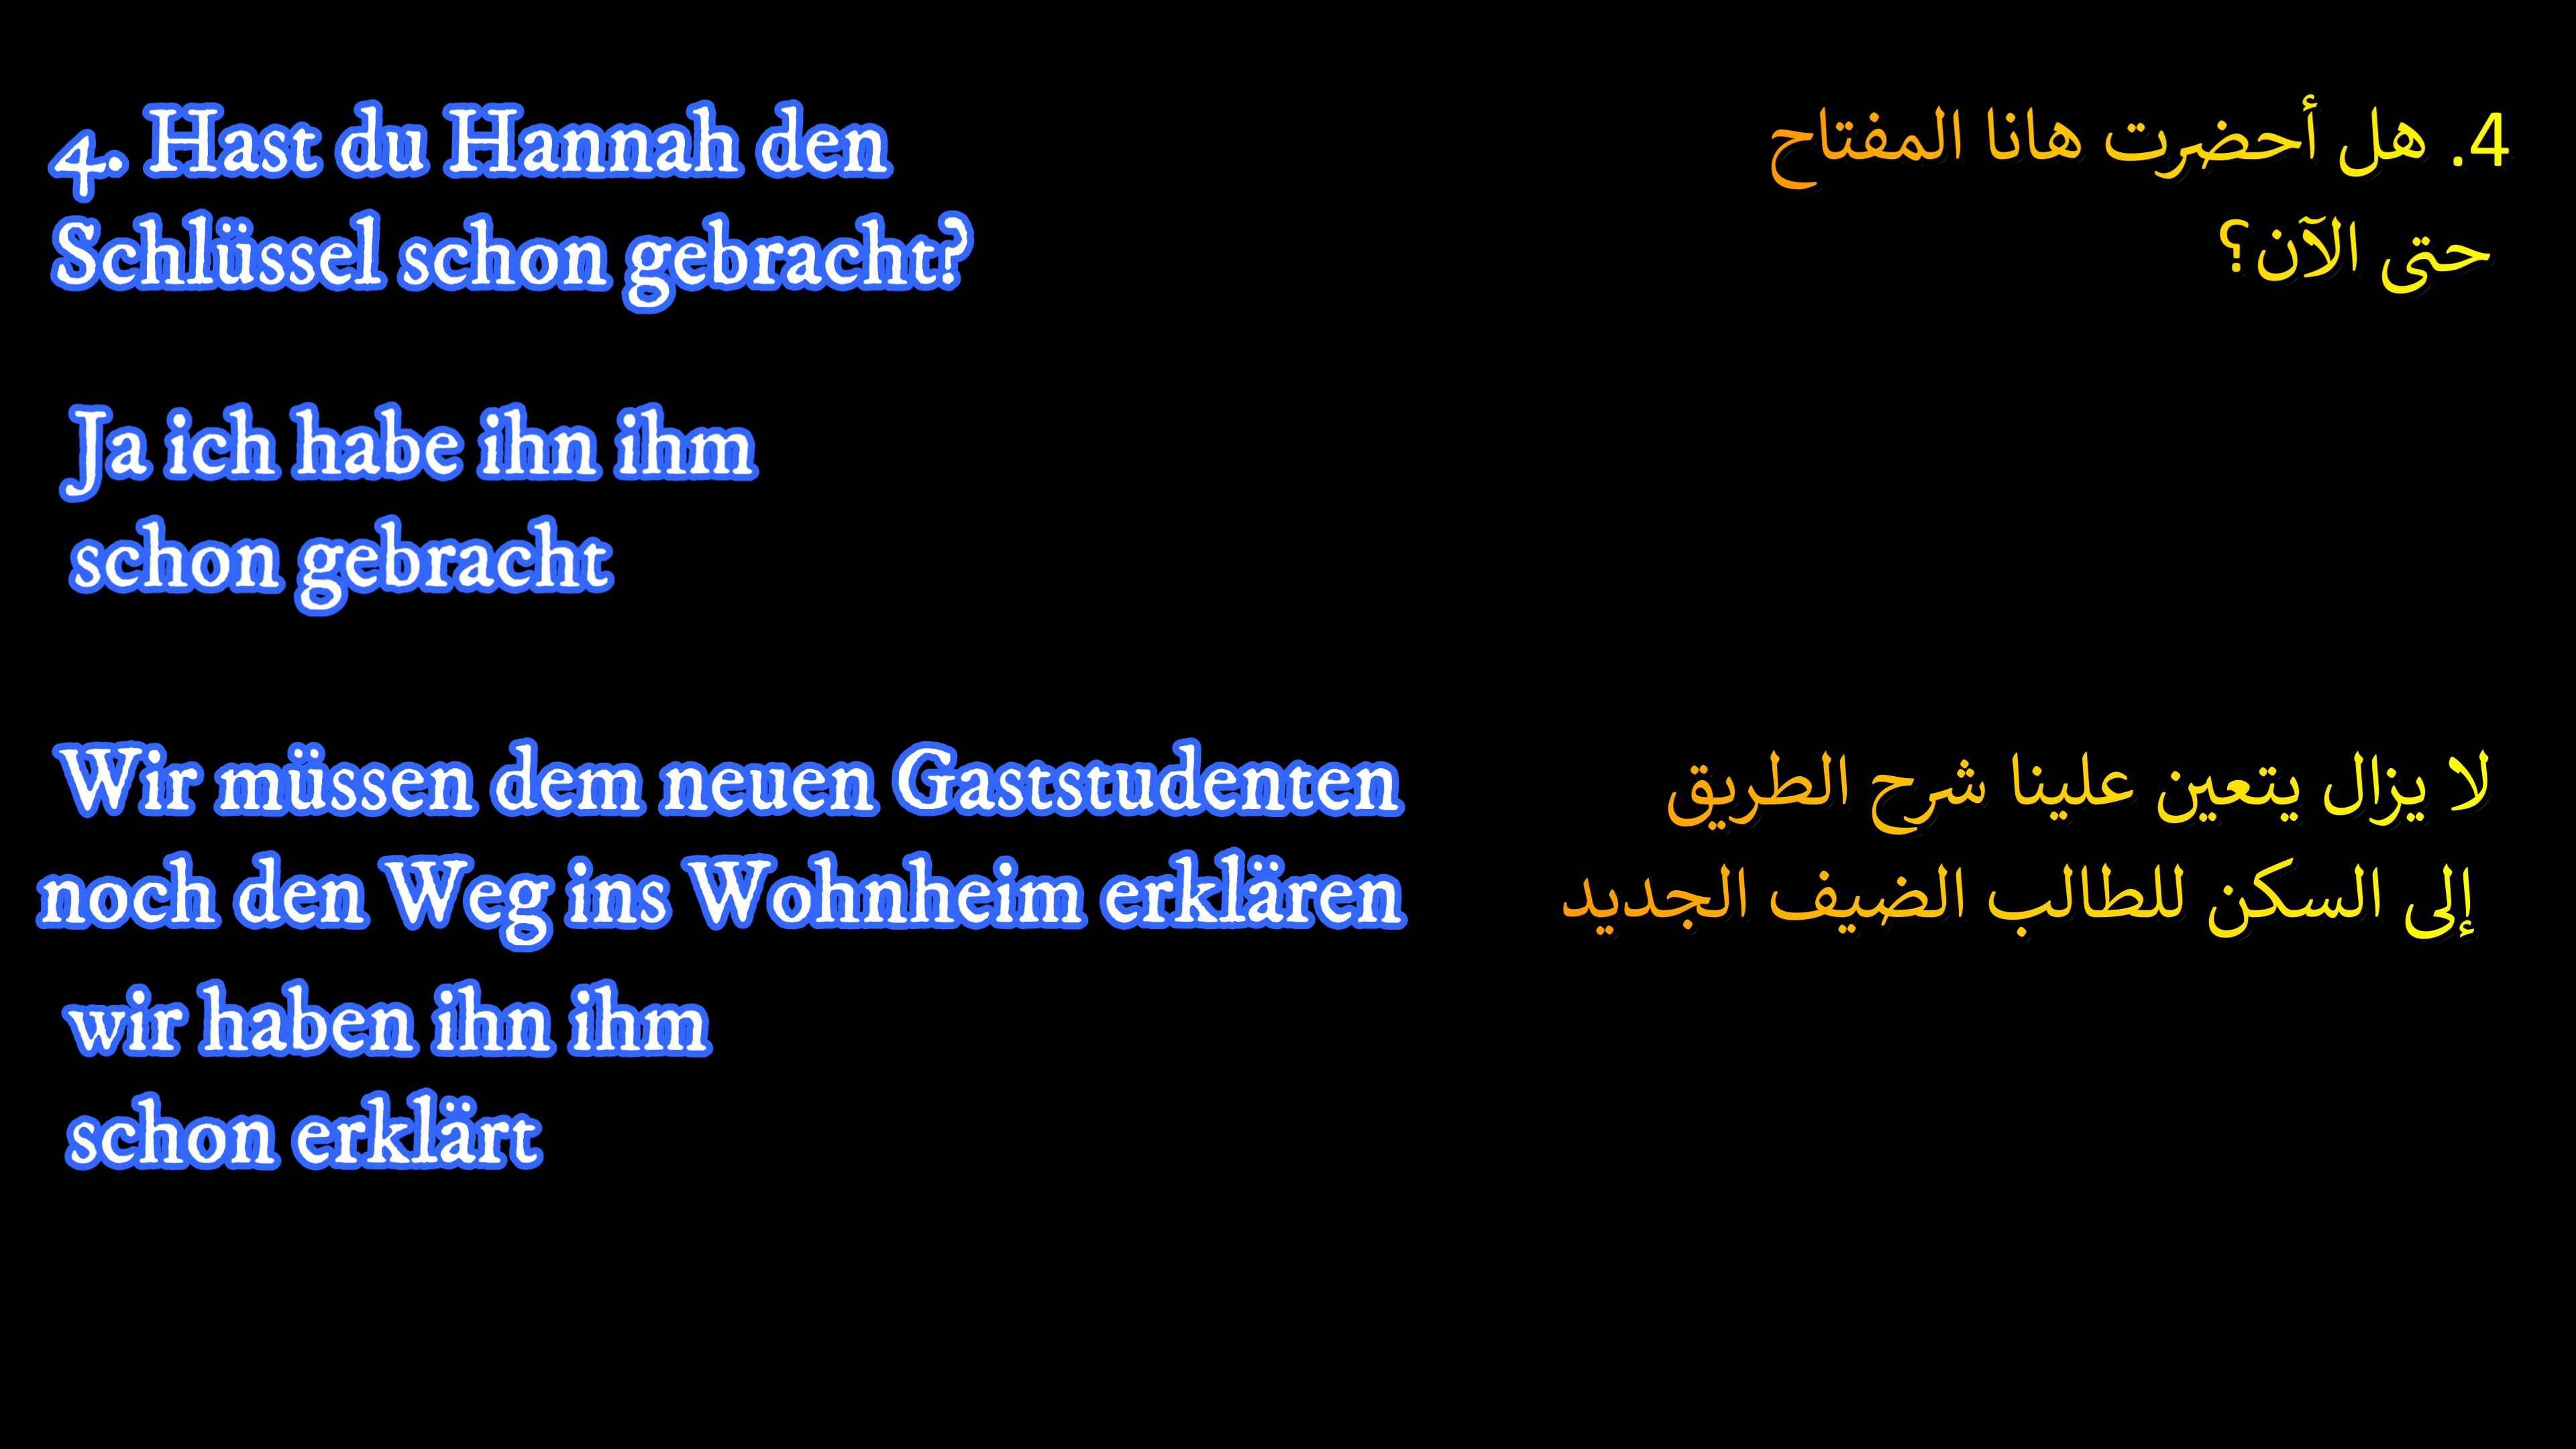 4. Hast du Hannah den
Schlüssel schon gebracht?
4. هل أحضرت هانا المفتاح
حتى الآن؟
Ja ich habe ihn ihm
schon gebracht
Wir müssen dem neuen Gaststudenten
noch den Weg ins Wohnheim erklären
لا يزال يتعين علينا شرح الطريق
إلى السكن للطالب الضيف الجديد
wir haben ihn ihm
schon erklärt